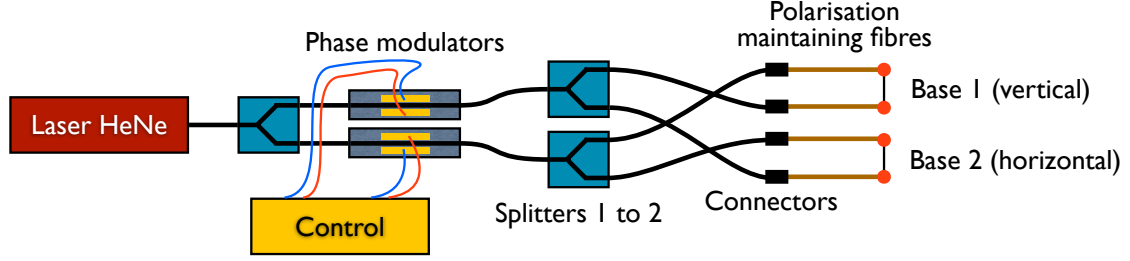 Polarisation
maintaining fibres
Phase modulators
Laser HeNe
Base 1 (vertical)
Base 2 (horizontal)
Connectors
Splitters 1 to 2
Control